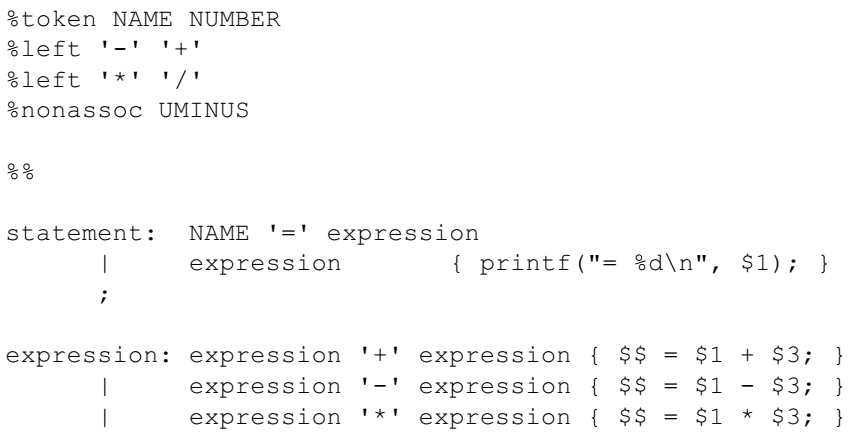 %token NAME NUMBER
%left '-' '+'
%left '*' '/'
%nonassoc UMINUS
%%
statement: NAME '=' expression
| expression { printf("= %d\n", $1); }
;
expression: expression '+' expression { $$ = $1 + $3; }
| expression '-' expression { $$ = $1 - $3; }
| expression '*' expression { $$ = $1 * $3; }